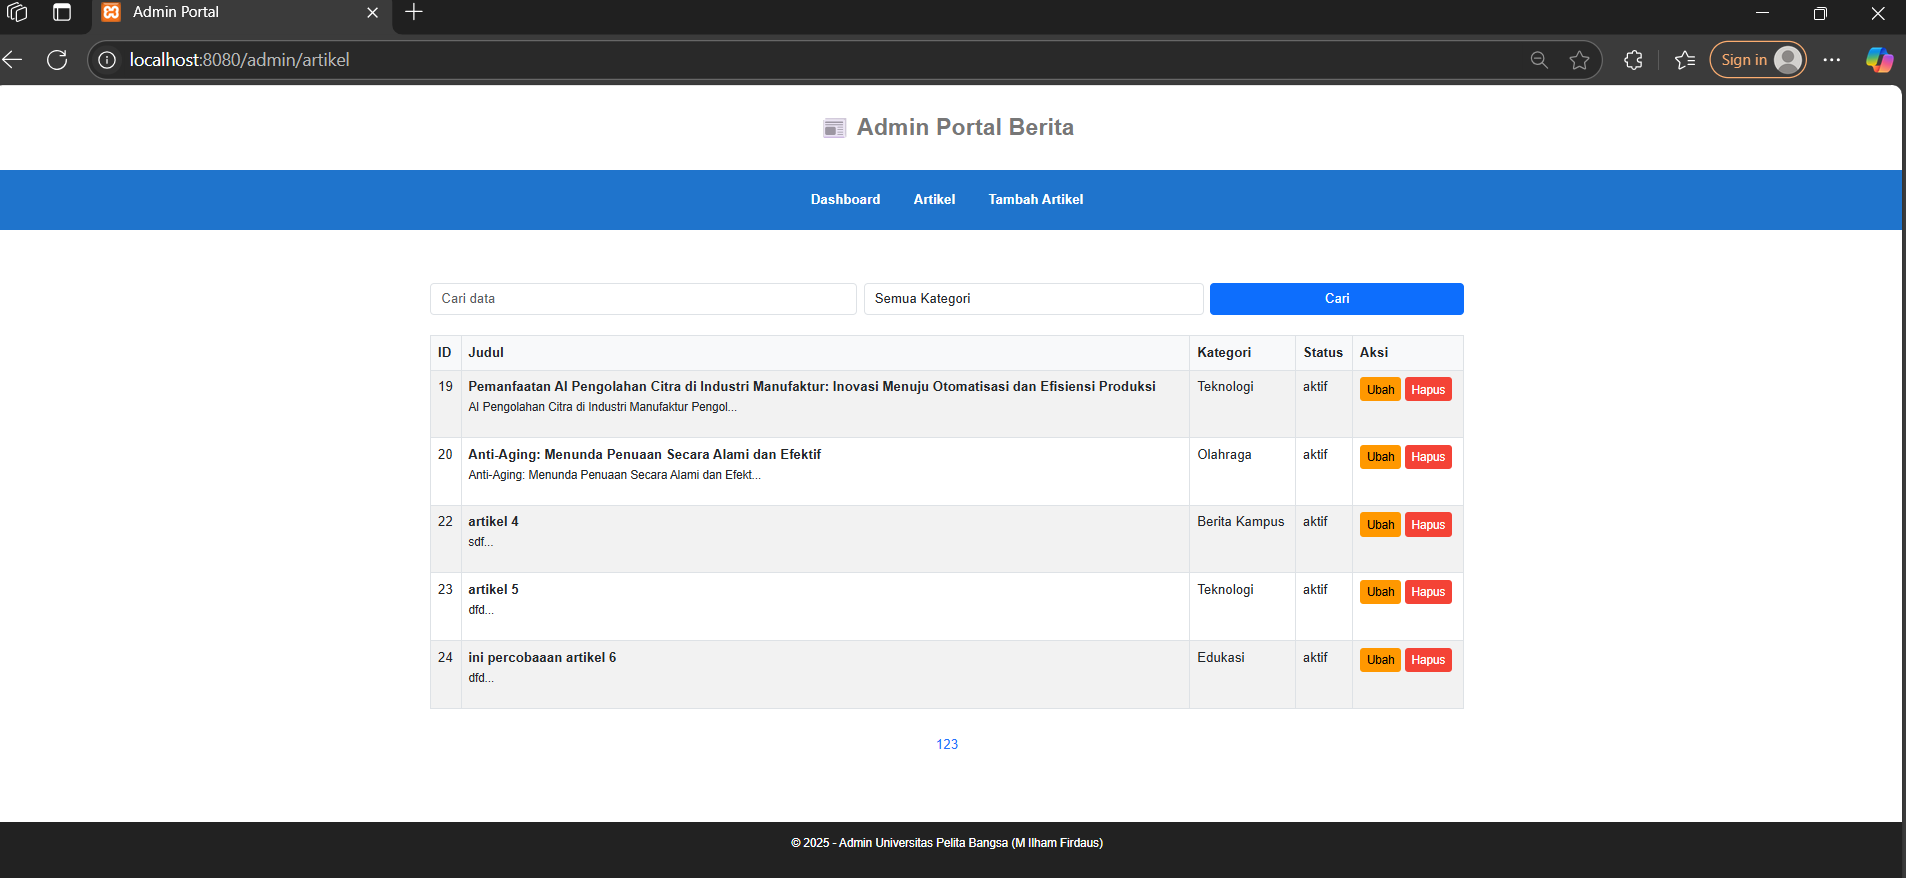 Admin Portal
localhost:8080/admin/artikel
Sign in
Admin Portal Berita
Dashboard Artikel Tambah Artikel
Cari data Semua Kategori Cari
ID Judul Kategori Status Aksi
19 Pemanfaatan AI Pengolahan Citra di Industri Manufaktur: Inovasi Menuju Otomatisasi dan Efisiensi Produksi Teknologi aktif Ubah Hapus
AI Pengolahan Citra di Industri Manufaktur Pengol...
20 Anti-Aging: Menunda Penuaan Secara Alami dan Efektif Olahraga aktif Ubah Hapus
Anti-Aging: Menunda Penuaan Secara Alami dan Efekt...
22 artikel 4 Berita Kampus aktif Ubah Hapus
sdf...
23 artikel 5 Teknologi aktif Ubah Hapus
dfd...
24 ini percobaaan artikel 6 Edukasi aktif Ubah Hapus
dfd...
123
© 2025 - Admin Universitas Pelita Bangsa (M Ilham Firdaus)